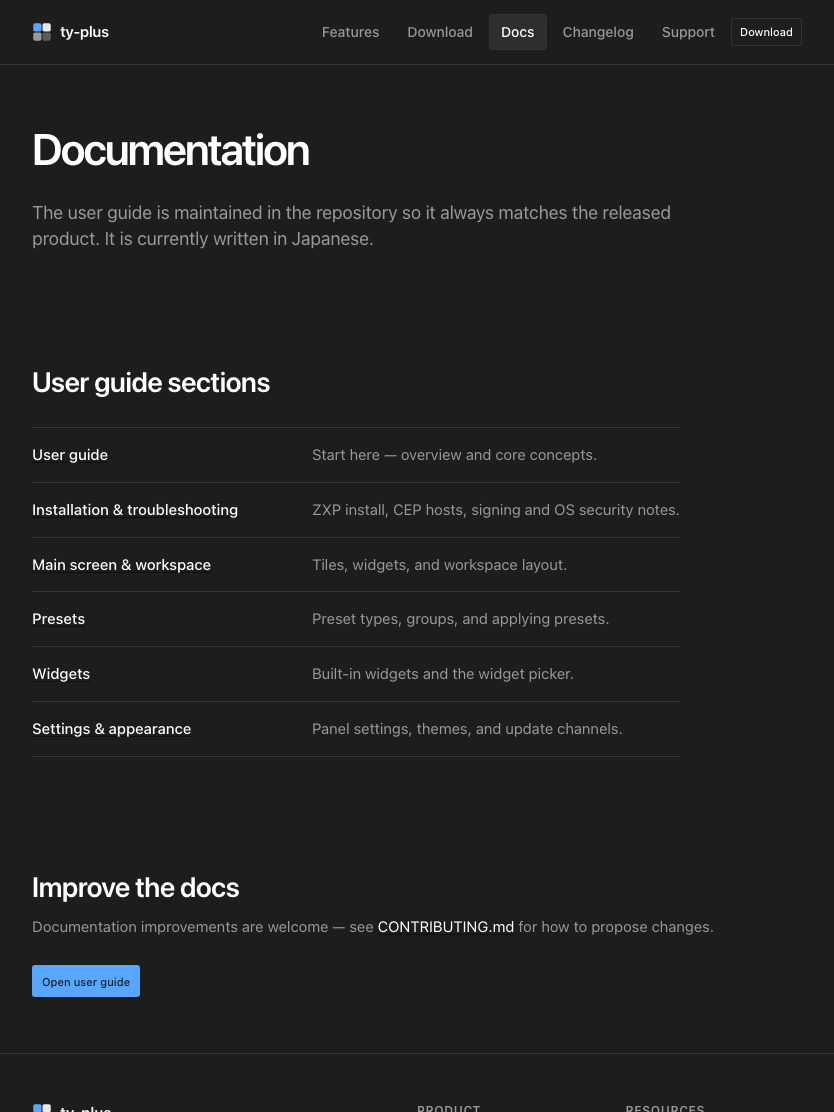 ty-plus
Features
Download
Docs
Changelog
Support
Download
Documentation
The user guide is maintained in the repository so it always matches the released
product. It is currently written in Japanese.
User guide sections
User guide
Start here — overview and core concepts.
Installation & troubleshooting
ZXP install, CEP hosts, signing and OS security notes.
Main screen & workspace
Tiles, widgets, and workspace layout.
Presets
Preset types, groups, and applying presets.
Widgets
Built-in widgets and the widget picker.
Settings & appearance
Panel settings, themes, and update channels.
Improve the docs
Documentation improvements are welcome — see CONTRIBUTING.md for how to propose changes.
Open user guide
ty-plus
PRODUCT
RESOURCES